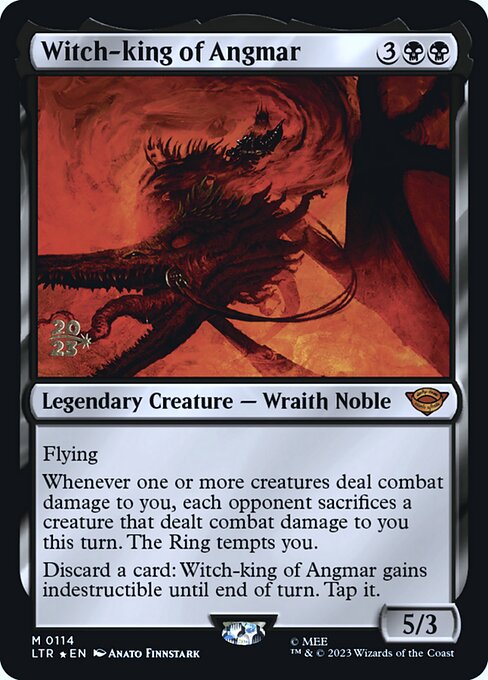 Witch-king of Angmar 3
20
23
Legendary Creature — Wraith Noble
Flying
Whenever one or more creatures deal combat
damage to you, each opponent sacrifices a
creature that dealt combat damage to you
this turn. The Ring tempts you.
Discard a card: Witch-king of Angmar gains
indestructible until end of turn. Tap it.
5/3
M 0114
LTR ★ EN Anato Finnstark
© MEE
™ & © 2023 Wizards of the Coast